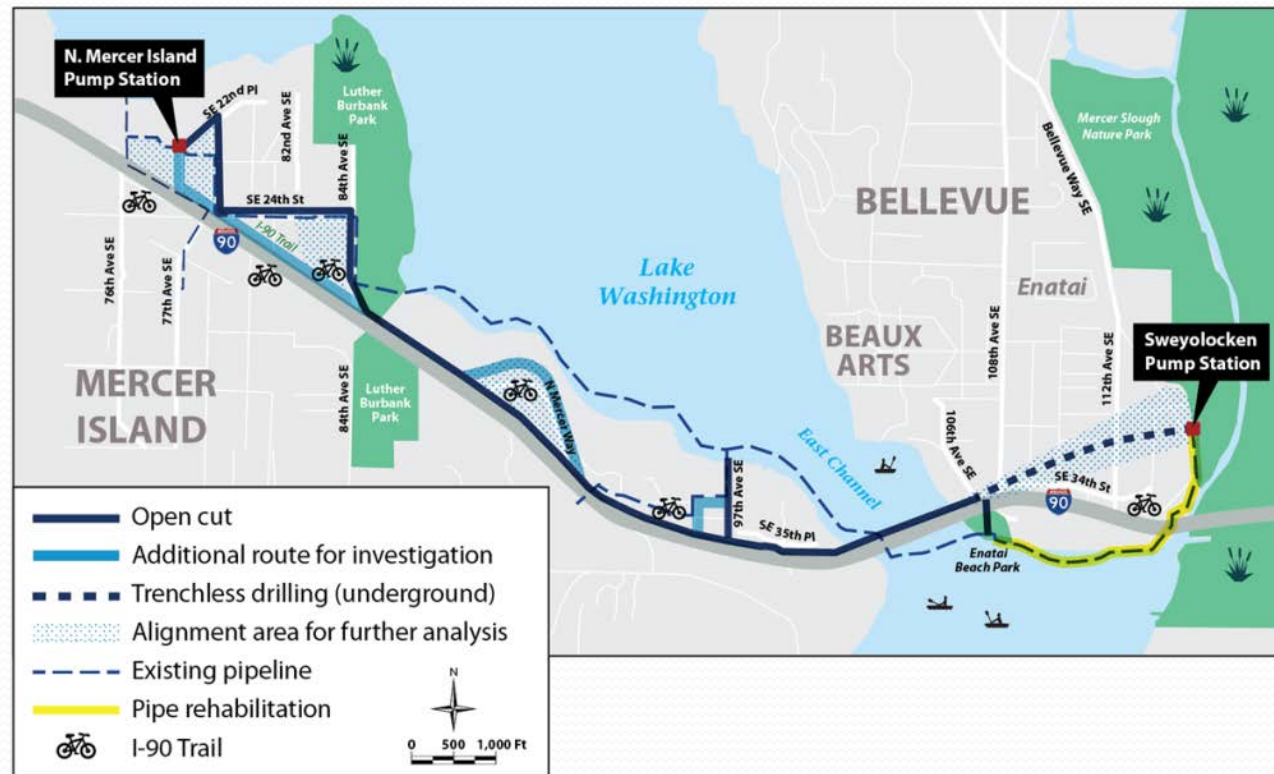 N. Mercer Island
Pump Station
SE 22nd Pl
82nd Ave SE
84th Ave SE
Luther
Burbank
Park
SE 24th St
I-90 Trail
90
76th Ave SE
77th Ave SE
MERCER
ISLAND
84th Ave SE
Luther
Burbank
Park
N Mercer Way
97th Ave SE
SE 35th Pl
Lake
Washington
East Channel
BELLEVUE
BEAUX
ARTS
Enatai
Bellevue Way SE
Mercer Slough
Nature Park
108th Ave SE
112th Ave SE
106th Ave SE
Sweyolocken
Pump Station
SE 34th St
90
Enatai
Beach Park
Open cut
Additional route for investigation
Trenchless drilling (underground)
Alignment area for further analysis
Existing pipeline
Pipe rehabilitation
I-90 Trail
N
0 500 1,000 Ft